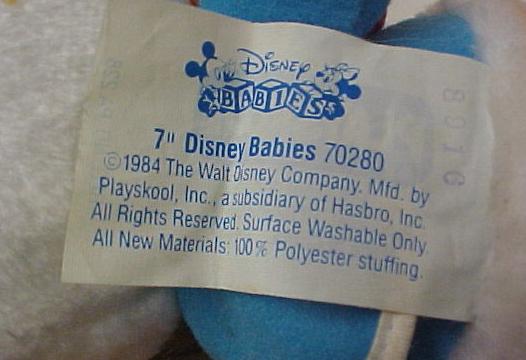 Disney
BABIES
7" Disney Babies 70280
©1984 The Walt Disney Company. Mfd. by
Playskool, Inc., a subsidiary of Hasbro, Inc.
All Rights Reserved. Surface Washable Only.
All New Materials: 100% Polyester stuffing.